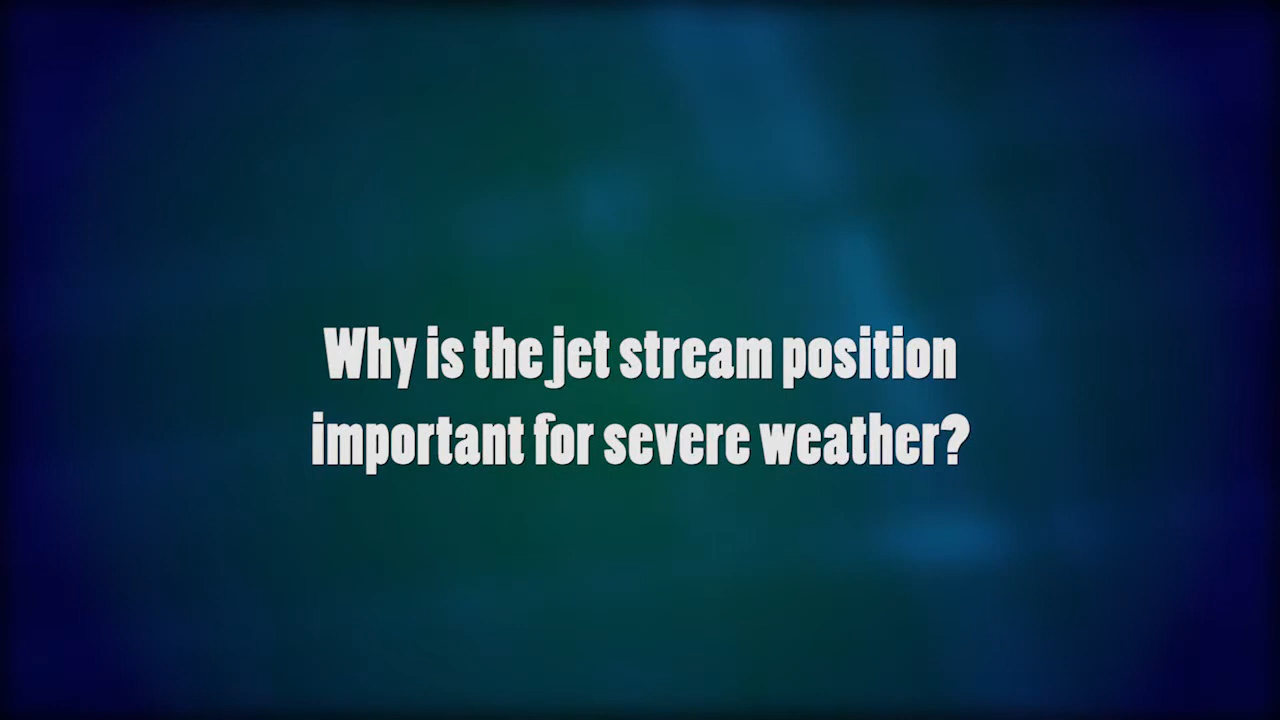 Why is the jet stream position
important for severe weather?